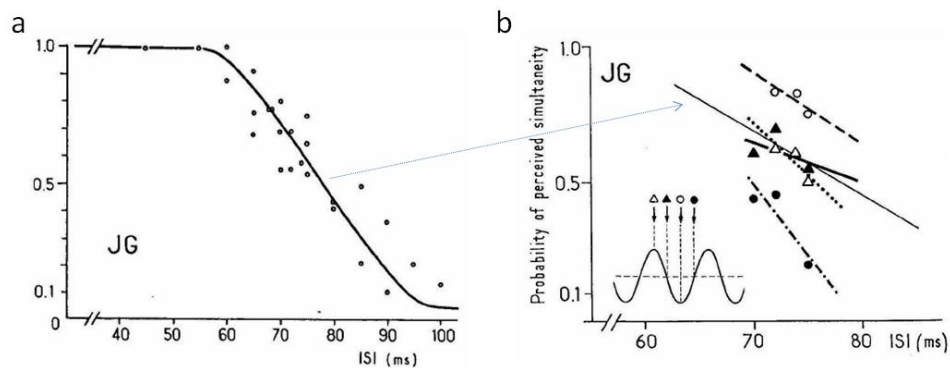 a
1.0
0.5
0.1
0
JG
40 50 60 70 80 90 100
ISI (ms)
b
Probability of perceived simultaneity
1.0
0.5
0.1
JG
60 70 80 ISI (ms)